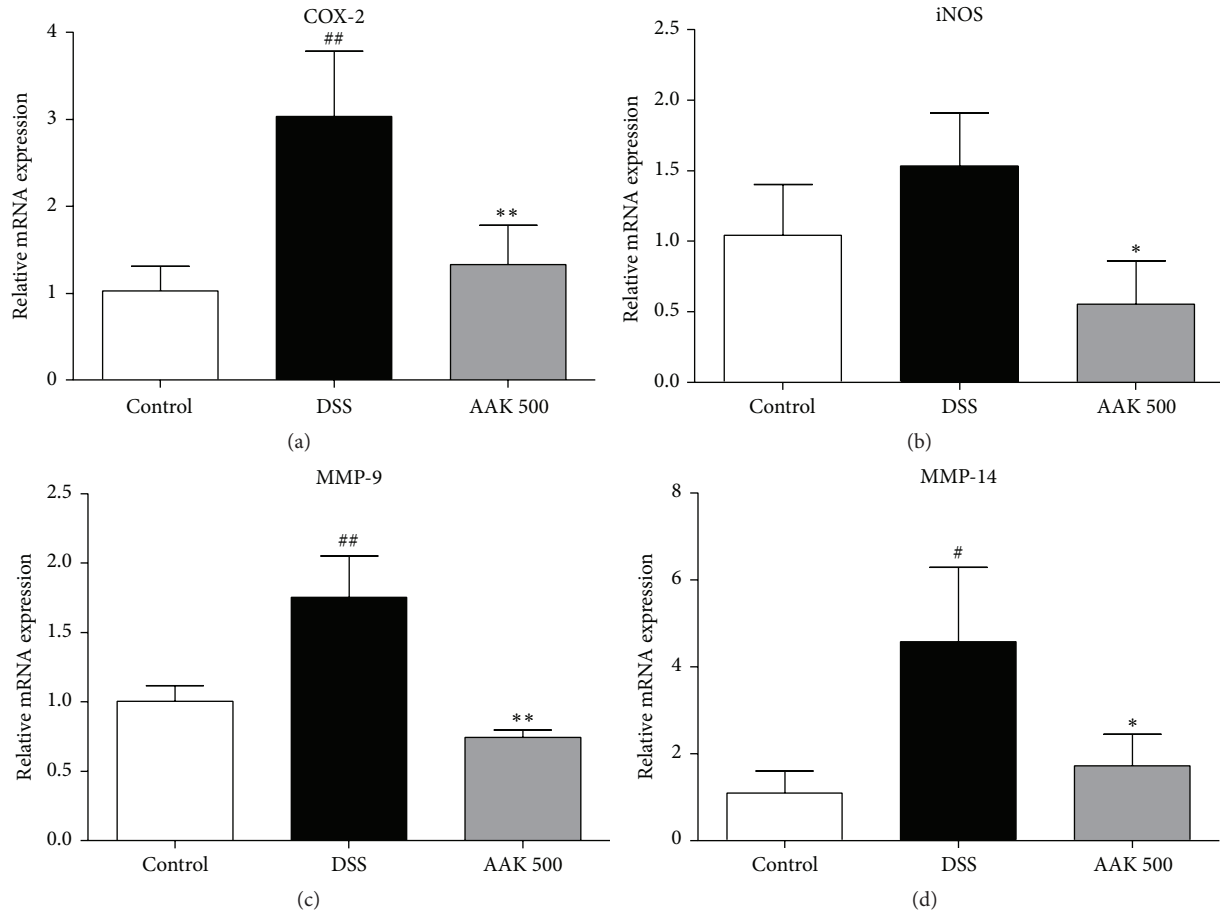 COX-2
Relative mRNA expression
4
3
2
1
0
##
**
Control DSS AAK 500
(a)
iNOS
Relative mRNA expression
2.5
2.0
1.5
1.0
0.5
0.0
*
Control DSS AAK 500
(b)
MMP-9
Relative mRNA expression
2.5
2.0
1.5
1.0
0.5
0.0
##
**
Control DSS AAK 500
(c)
MMP-14
Relative mRNA expression
8
6
4
2
0
#
*
Control DSS AAK 500
(d)